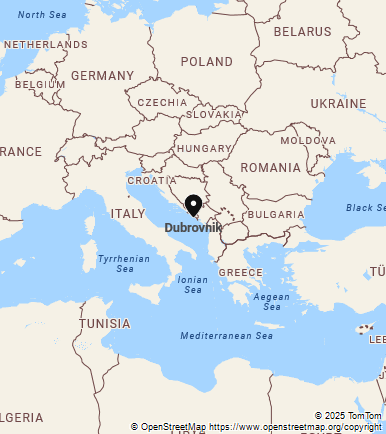 North Sea
BELARUS
NETHERLANDS
POLAND
GERMANY
BELGIUM
CZECHIA
UKRAINE
SLOVAKIA
MOLDOVA
RANCE
HUNGARY
ROMANIA
CROATIA
ITALY
BULGARIA
Black Se
Dubrovnik
Tyrrhenian
Sea
GREECE
TÜ
Ionian
Sea
Aegean
Sea
TUNISIA
Mediterranean Sea
LEB
LGERIA
© 2025 TomTom
© OpenStreetMap https://www.openstreetmap.org/copyright